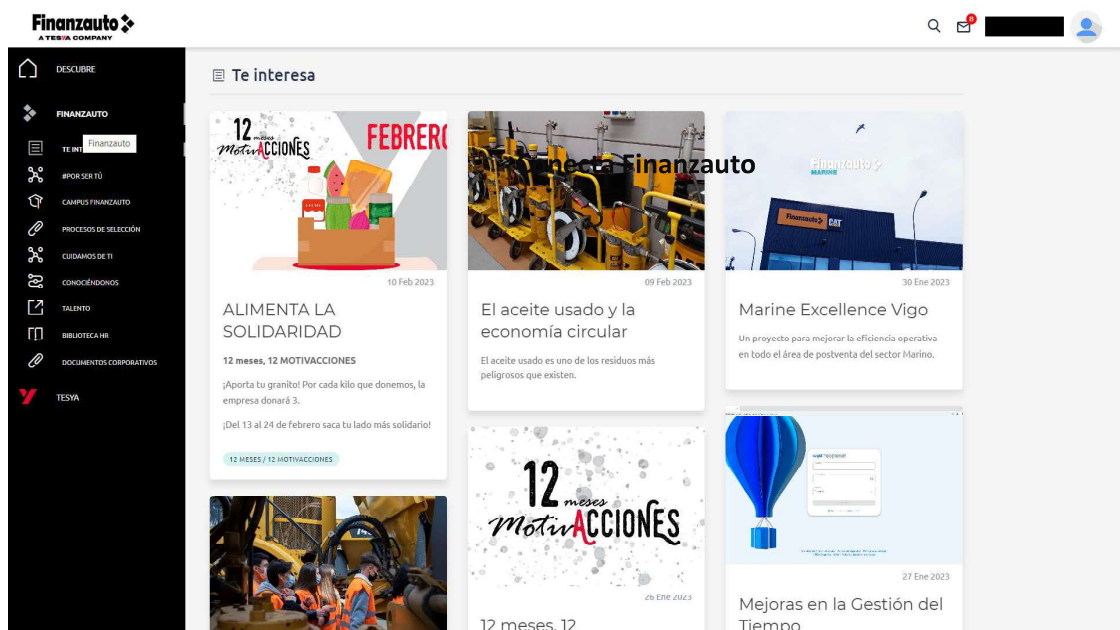 Finanzauto
A TESYA COMPANY
8
DESCUBRE
FINANZAUTO
Finanzauto
TE INT
#POR SER TÚ
CAMPUS FINANZAUTO
PROCESOS DE SELECCIÓN
CUIDAMOS DE TI
CONOCIÉNDONOS
TALENTO
BIBLIOTECA HR
DOCUMENTOS CORPORATIVOS
TESYA
Te interesa
12 meses
MotivACCIONES
FEBRERO
10 Feb 2023
ALIMENTA LA
SOLIDARIDAD
12 meses, 12 MOTIVACCIONES
¡Aporta tu granito! Por cada kilo que donemos, la
empresa donará 3.
¡Del 13 al 24 de febrero saca tu lado más solidario!
12 MESES / 12 MOTIVACCIONES
Finanzauto
09 Feb 2023
El aceite usado y la
economía circular
El aceite usado es uno de los residuos más
peligrosos que existen.
Finanzauto
MARINE
Finanzauto CAT
30 Ene 2023
Marine Excellence Vigo
Un proyecto para mejorar la eficiencia operativa
en todo el área de postventa del sector Marino.
12 meses
MotivACCIONES
26 Ene 2023
12 meses, 12
27 Ene 2023
Mejoras en la Gestión del
Tiempo